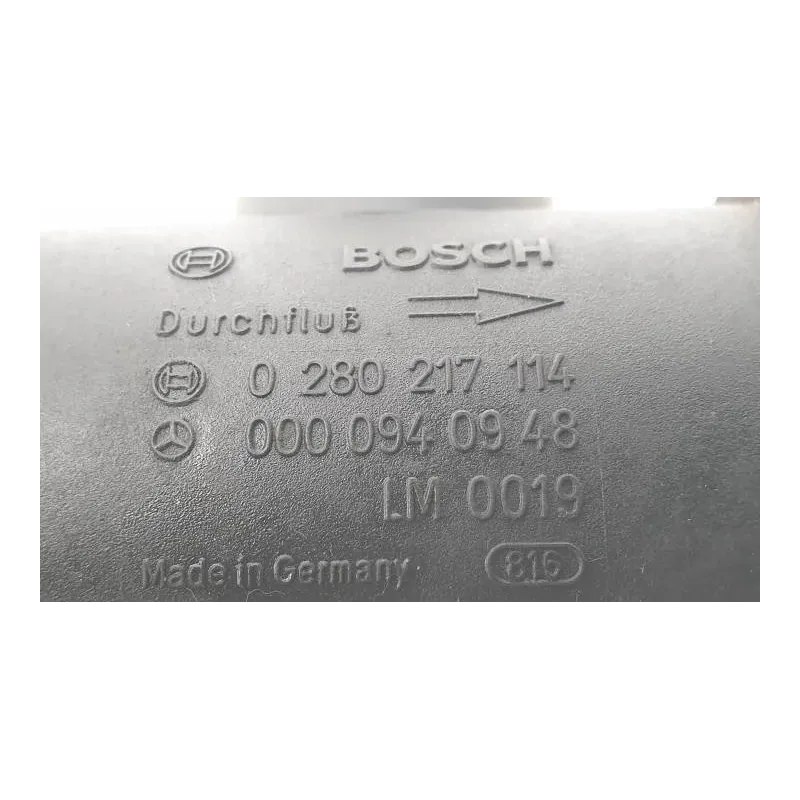 BOSCH
Durchfluß
0 280 217 114
000 094 09 48
LM 0019
Made in Germany 816